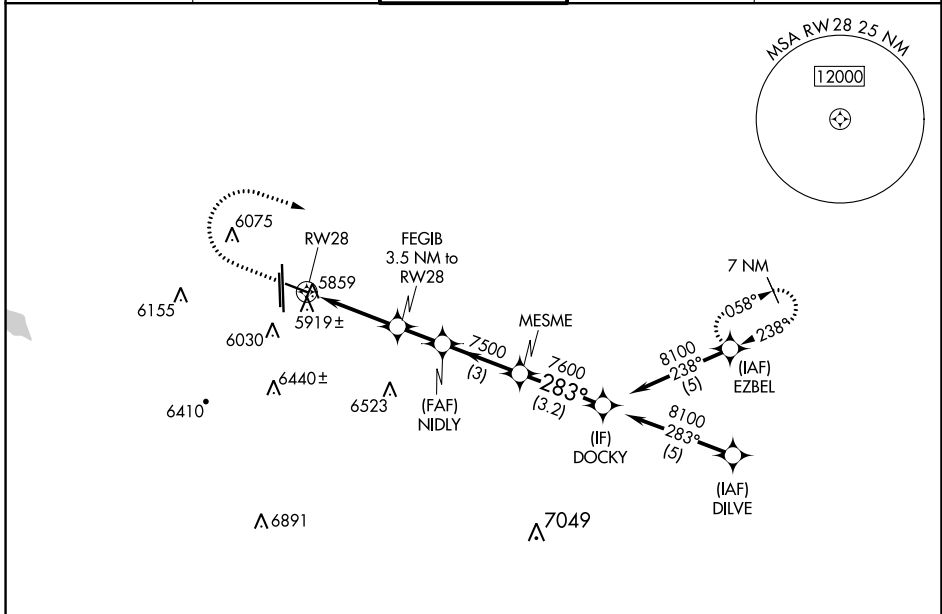 MSA RW 28 25 NM
12000
6075
RW28
FEGIB
3.5 NM to
RW28
7 NM
5859
6155
5919±
6030
MESME
058°
238°
7500
(3)
7600
283°
(3.2)
8100
238°
(5)
(IAF)
EZBEL
6440±
6410
6523
(FAF)
NIDLY
8100
283°
(5)
(IF)
DOCKY
(IAF)
DILVE
6891
7049